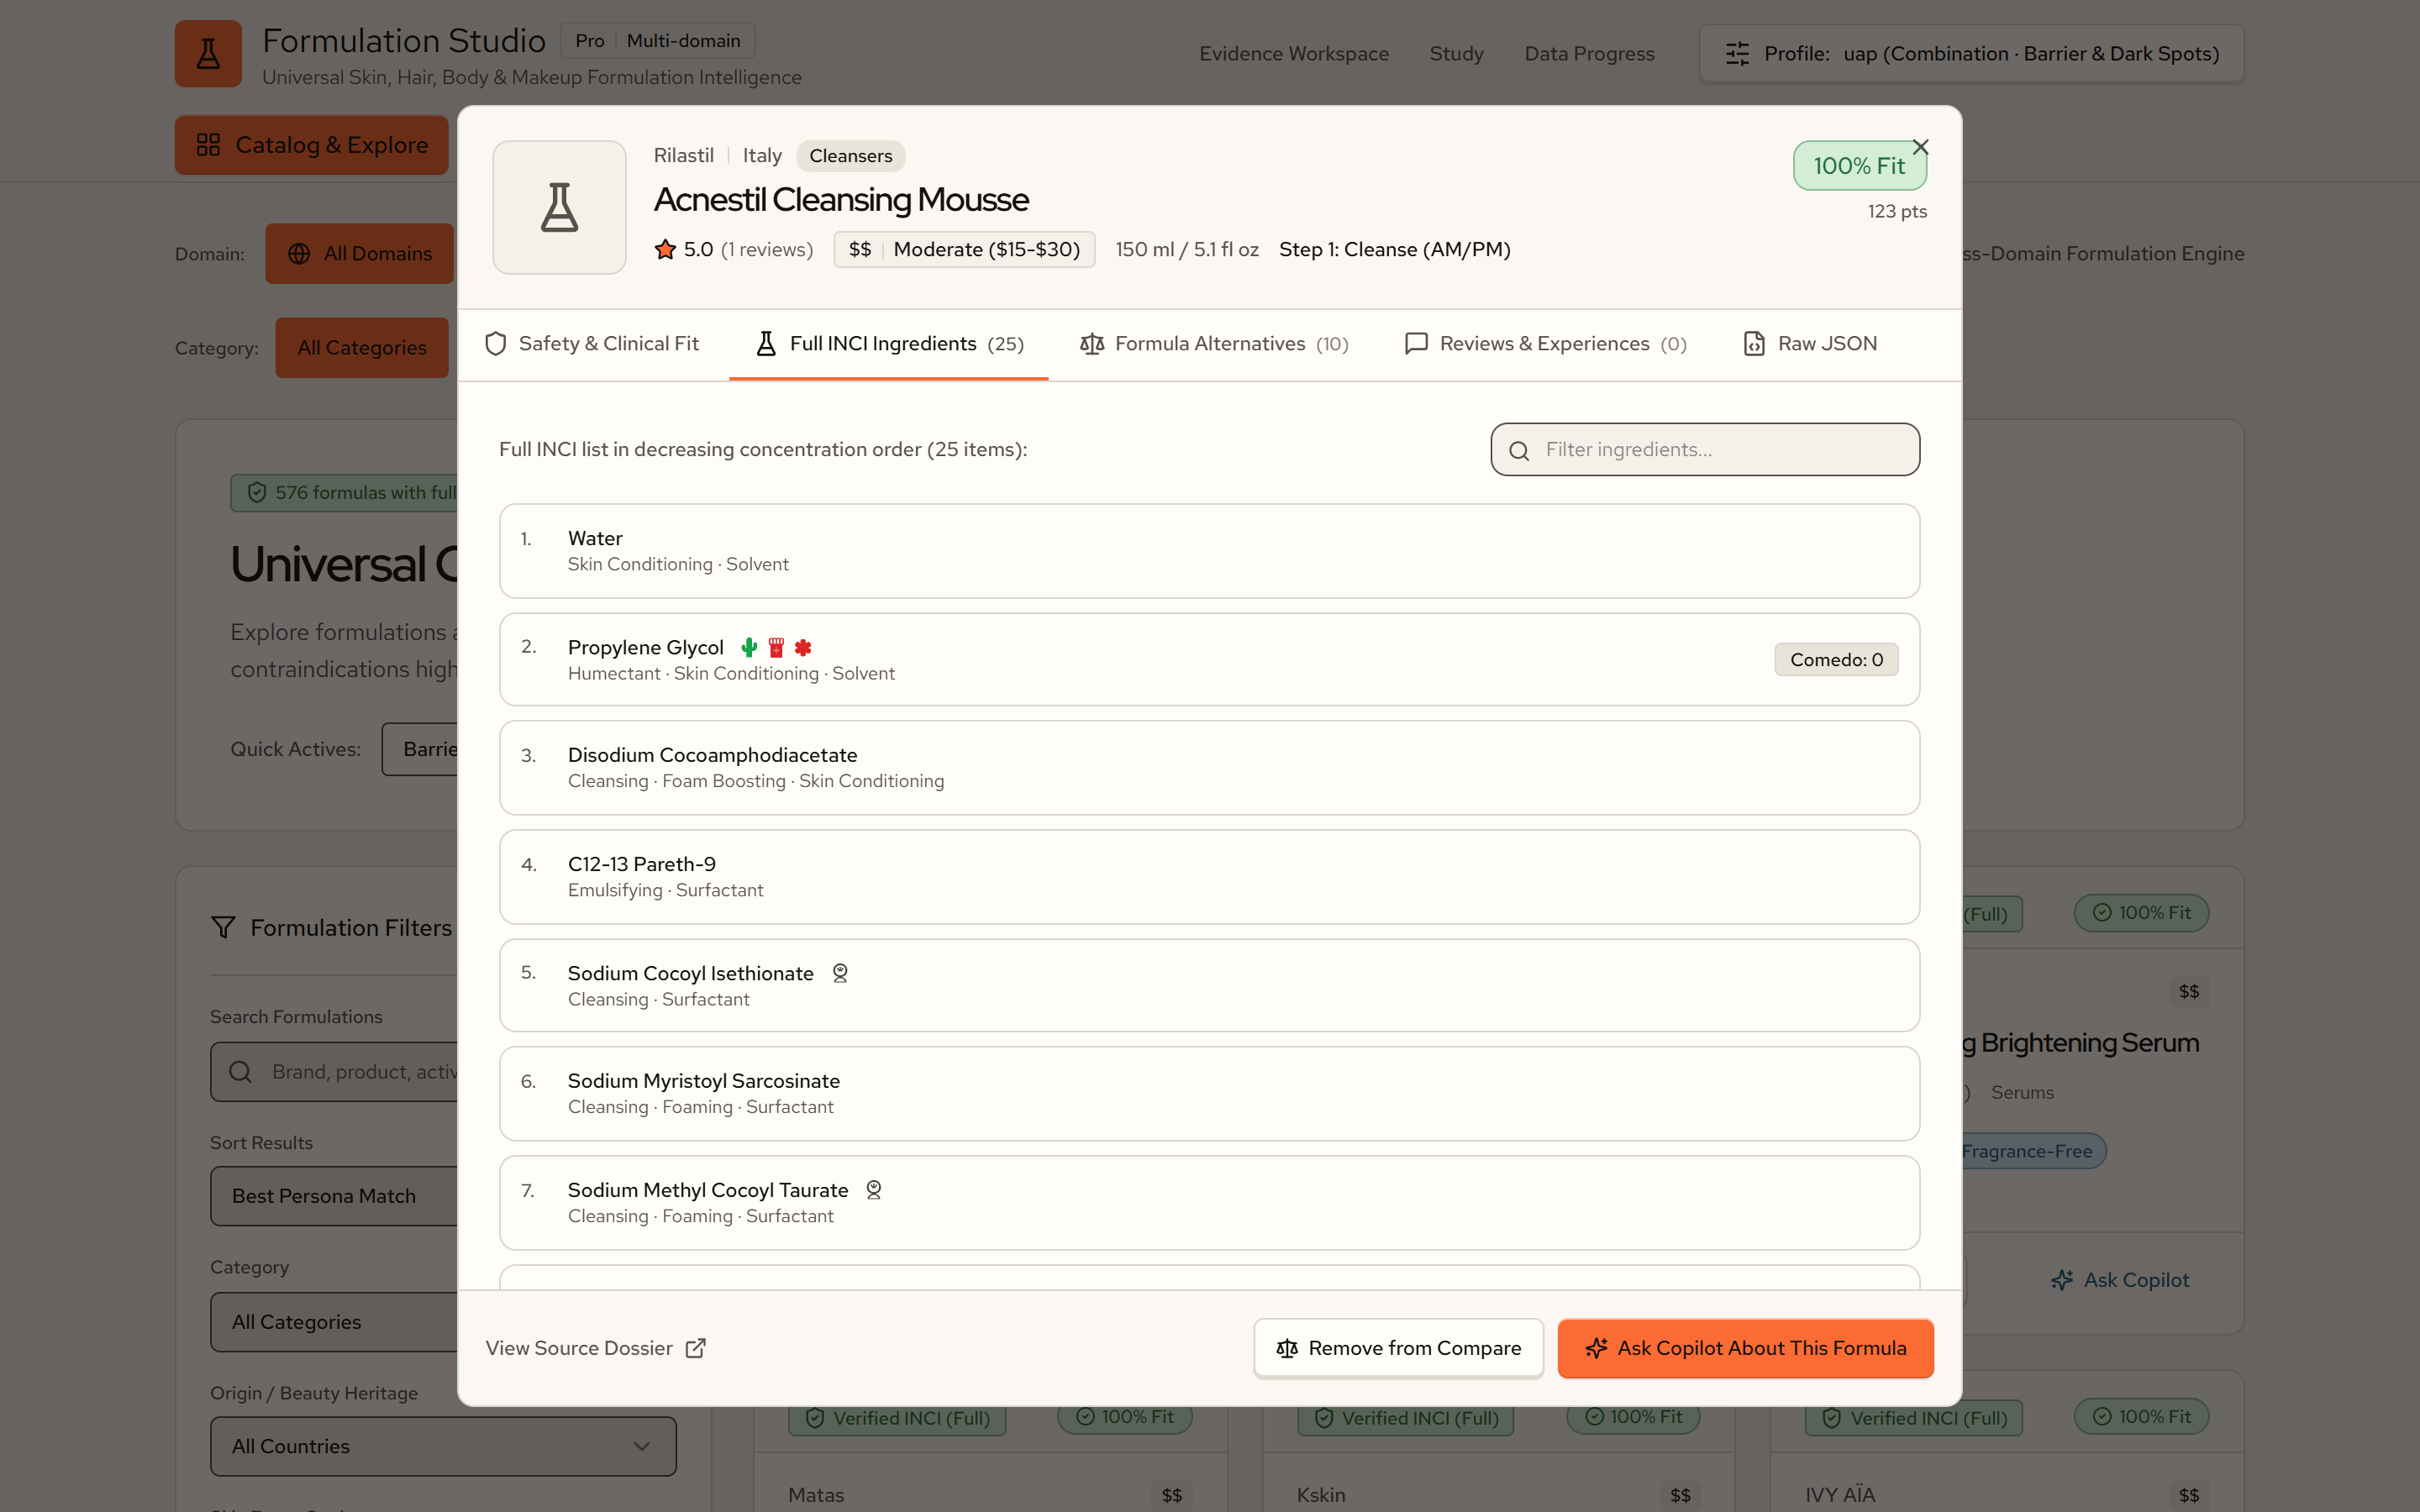 Formulation Studio
Pro
Multi-domain
Universal Skin, Hair, Body & Makeup Formulation Intelligence
Evidence Workspace
Study
Data Progress
Profile: uap (Combination · Barrier & Dark Spots)
Catalog & Explore
Domain:
All Domains
ss-Domain Formulation Engine
Category:
All Categories
576 formulas with full
Universal
Explore formulations
contraindications high
Quick Actives:
Barrie
Formulation Filters
Search Formulations
Brand, product, activ
Sort Results
Best Persona Match
Category
All Categories
Origin / Beauty Heritage
All Countries
Rilastil
Italy
Cleansers
Acnestil Cleansing Mousse
5.0 (1 reviews)
$$
Moderate ($15-$30)
150 ml / 5.1 fl oz
Step 1: Cleanse (AM/PM)
100% Fit
123 pts
Safety & Clinical Fit
Full INCI Ingredients (25)
Formula Alternatives (10)
Reviews & Experiences (0)
Raw JSON
Full INCI list in decreasing concentration order (25 items):
Filter ingredients...
1. Water
Skin Conditioning · Solvent
2. Propylene Glycol
Humectant · Skin Conditioning · Solvent
Comedo: 0
3. Disodium Cocoamphodiacetate
Cleansing · Foam Boosting · Skin Conditioning
4. C12-13 Pareth-9
Emulsifying · Surfactant
5. Sodium Cocoyl Isethionate
Cleansing · Surfactant
6. Sodium Myristoyl Sarcosinate
Cleansing · Foaming · Surfactant
7. Sodium Methyl Cocoyl Taurate
Cleansing · Foaming · Surfactant
View Source Dossier
Remove from Compare
Ask Copilot About This Formula
(Full)
100% Fit
$$
g Brightening Serum
) Serums
Fragrance-Free
Ask Copilot
Verified INCI (Full)
100% Fit
Matas
$$
Verified INCI (Full)
100% Fit
Kskin
$$
Verified INCI (Full)
100% Fit
IVY AÏA
$$